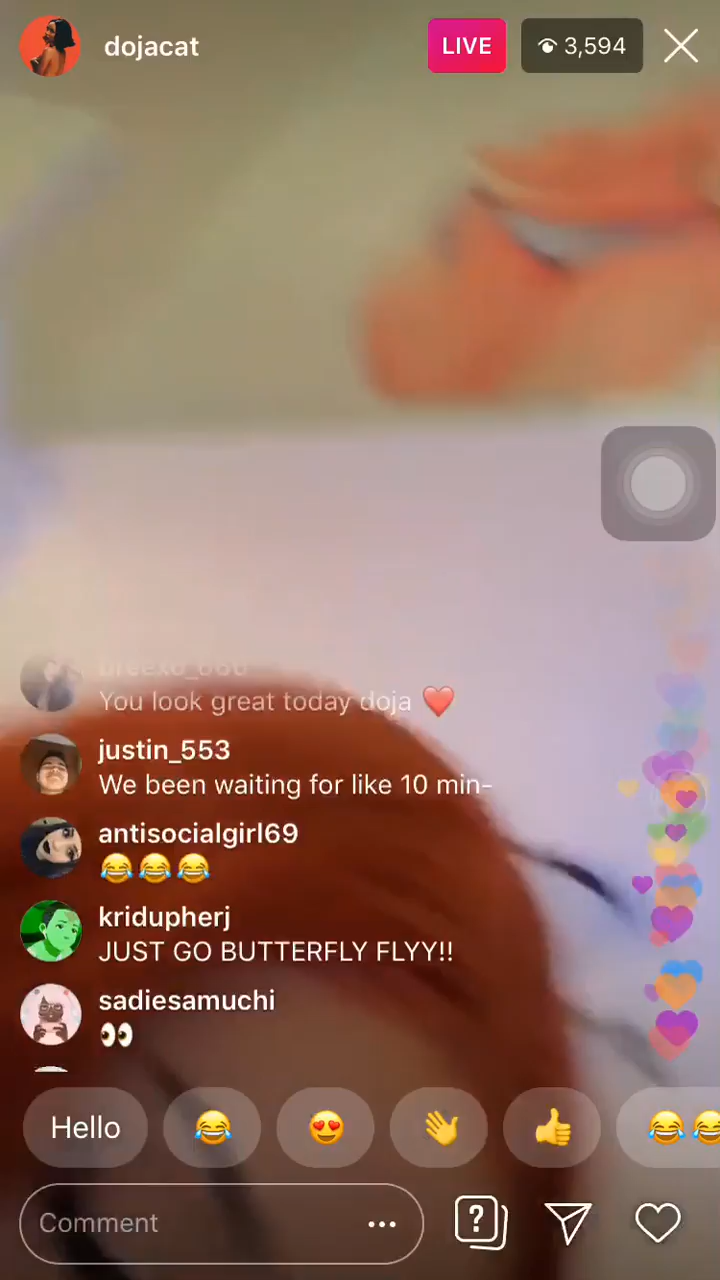 dojacat
LIVE
3,594
You look great today doja ❤️
justin_553
We been waiting for like 10 min-
antisocialgirl69
😂😂😂
kridupherj
JUST GO BUTTERFLY FLYY!!
sadiesamuchi
👀
Hello 😂 😍 👋 👍 😂😂
Comment ...
?